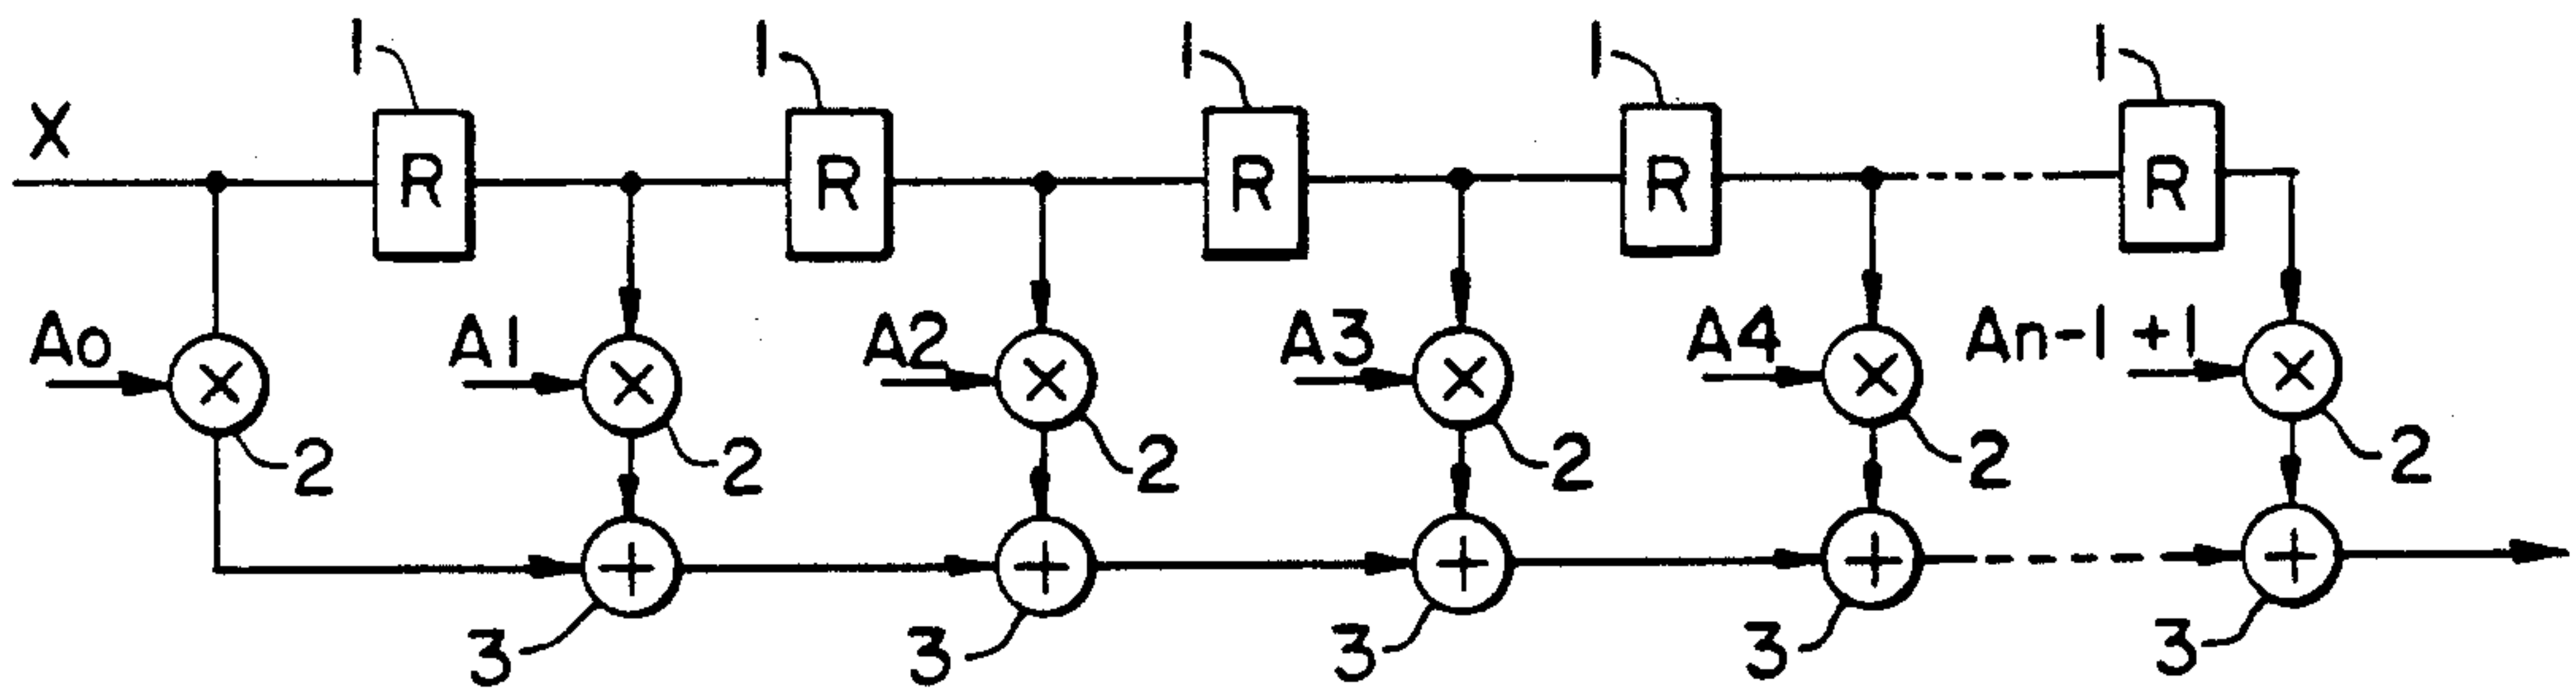 1 1 1 1 1
X R R R R R
A0 A1 A2 A3 A4 An-1 +1
× × × × × ×
2 2 2 2 2 2
+ + + + +
3 3 3 3 3